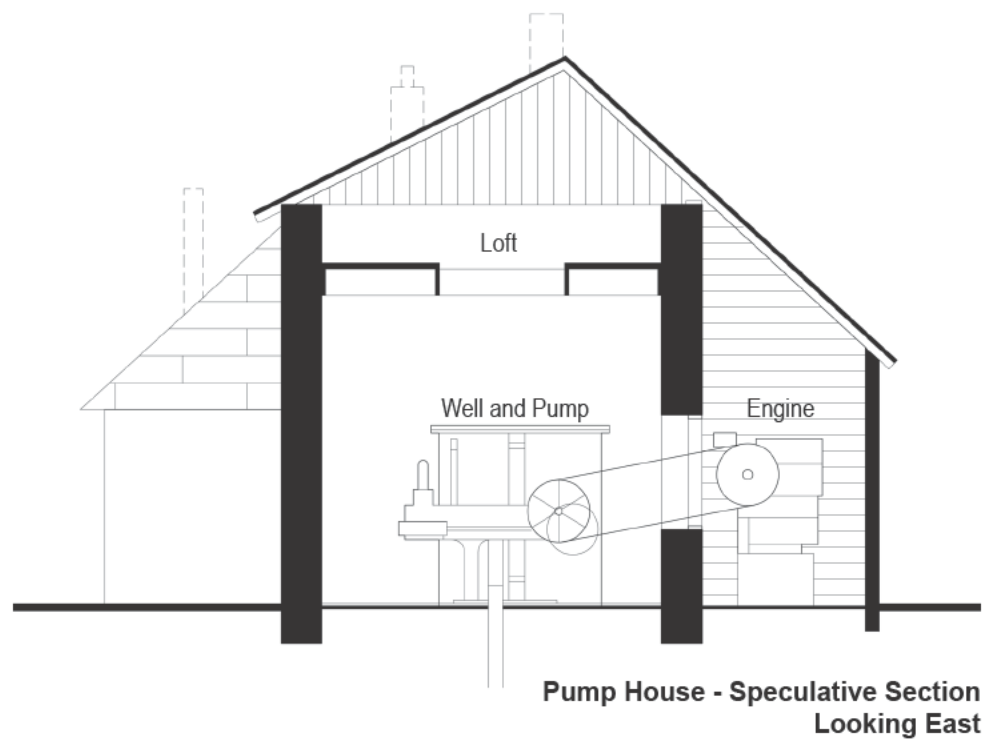 Loft
Well and Pump
Engine
Pump House - Speculative Section
Looking East